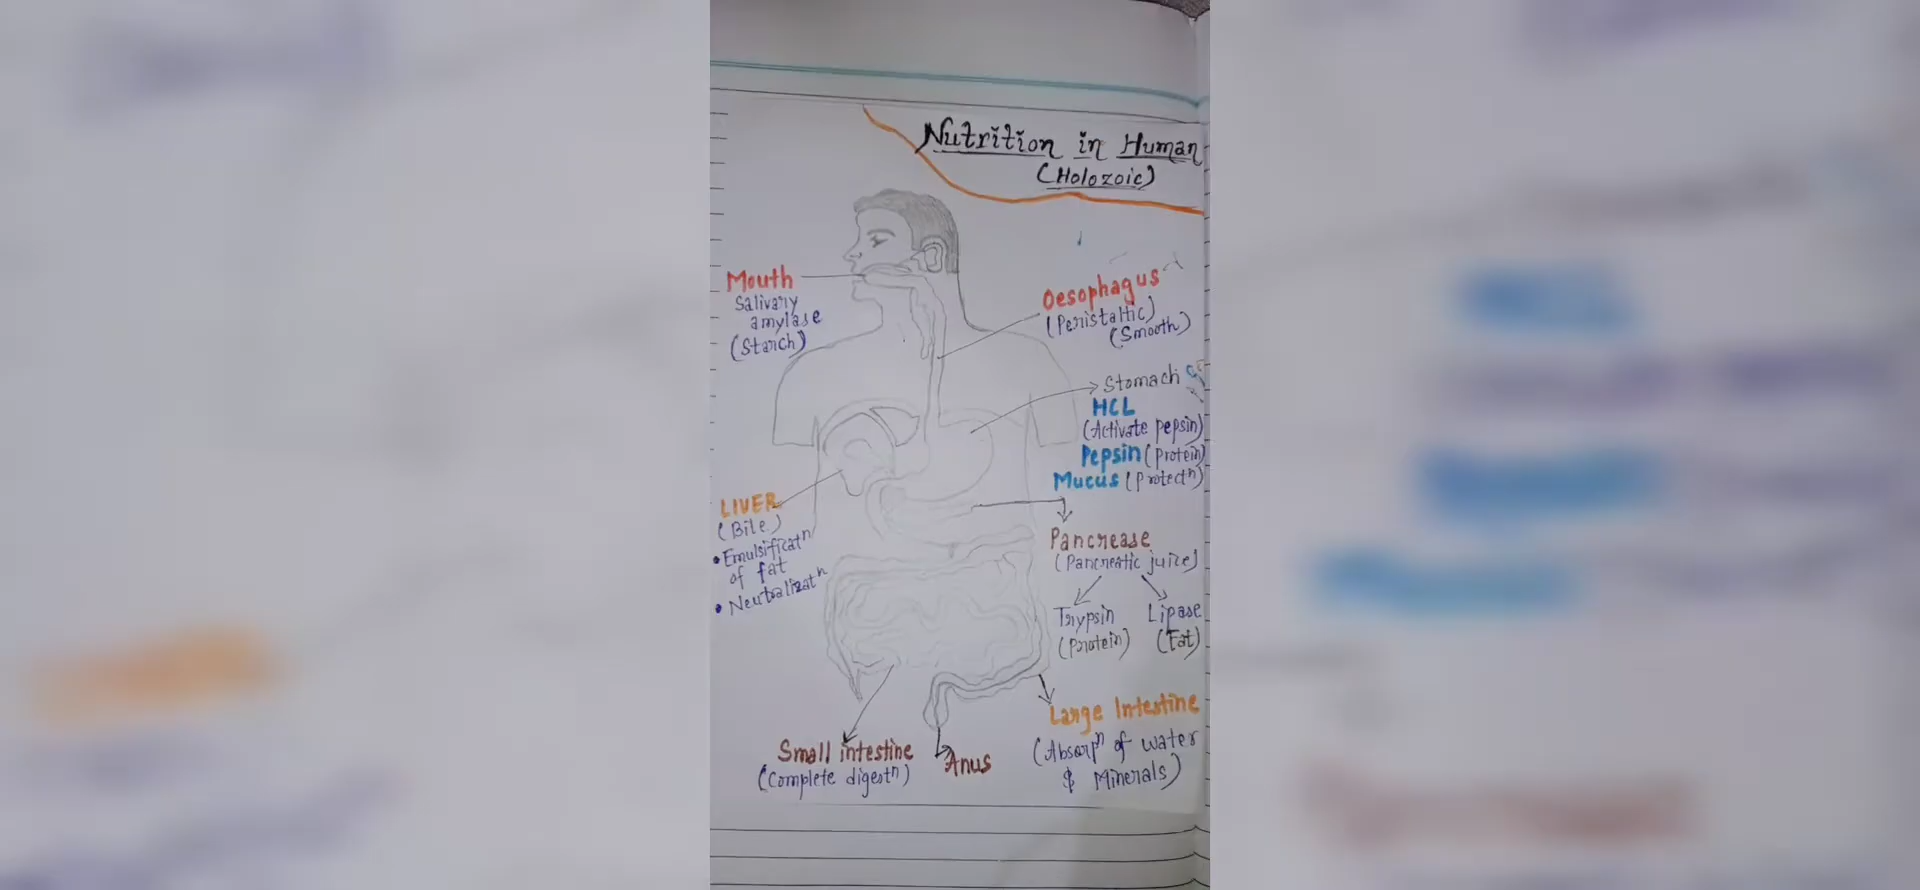 Nutrition in Human
(Holozoic)
Mouth
Salivary
amylase
(Starch)
Oesophagus
(Peristaltic)
(Smooth)
Stomach
HCL
(Activate pepsin)
Pepsin (Protein)
Mucus (Protectn)
LIVER
(Bile)
• Emulsificatn
of fat
• Neutralizatn
Pancrease
(Pancreatic juice)
Trypsin
(Protein)
Lipase
(Fat)
Large Intestine
(Absorpn of water
& Minerals)
Small intestine
(Complete digestn)
Anus